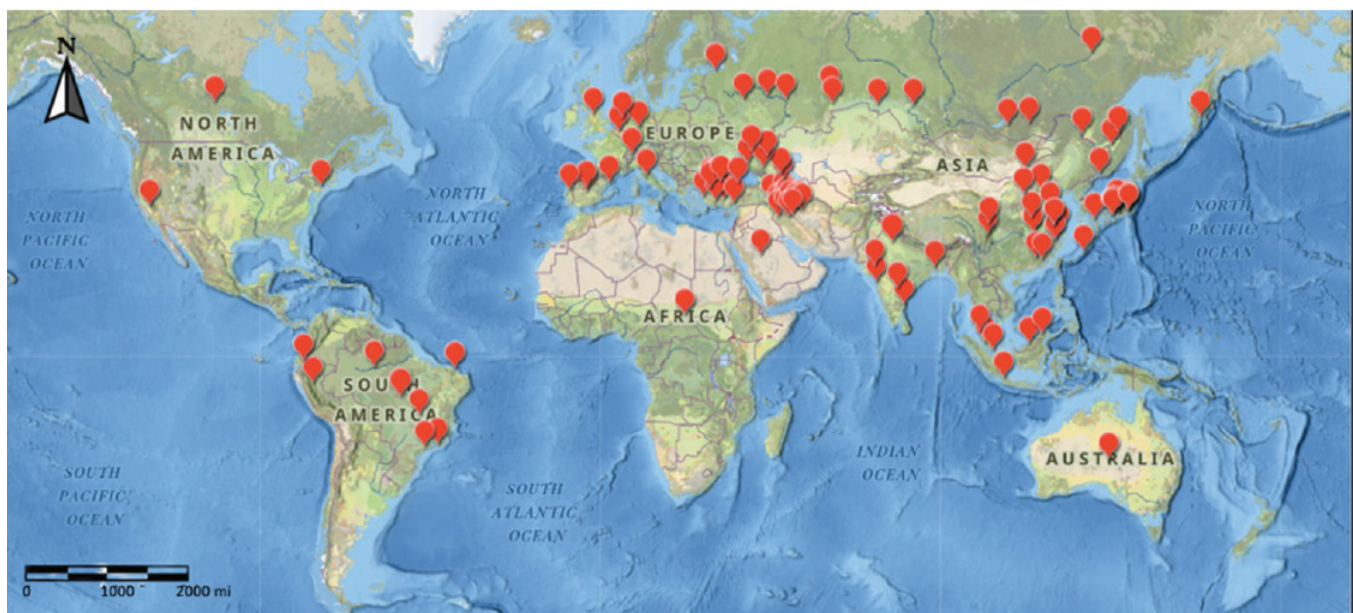 N
NORTH
AMERICA
EUROPE
ASIA
NORTH
ATLANTIC
OCEAN
NORTH
PACIFIC
OCEAN
NORTH
PACIFIC
OCEAN
AFRICA
SOUTH
AMERICA
INDIAN
OCEAN
AUSTRALIA
SOUTH
PACIFIC
OCEAN
SOUTH
ATLANTIC
OCEAN
0 1000 2000 mi